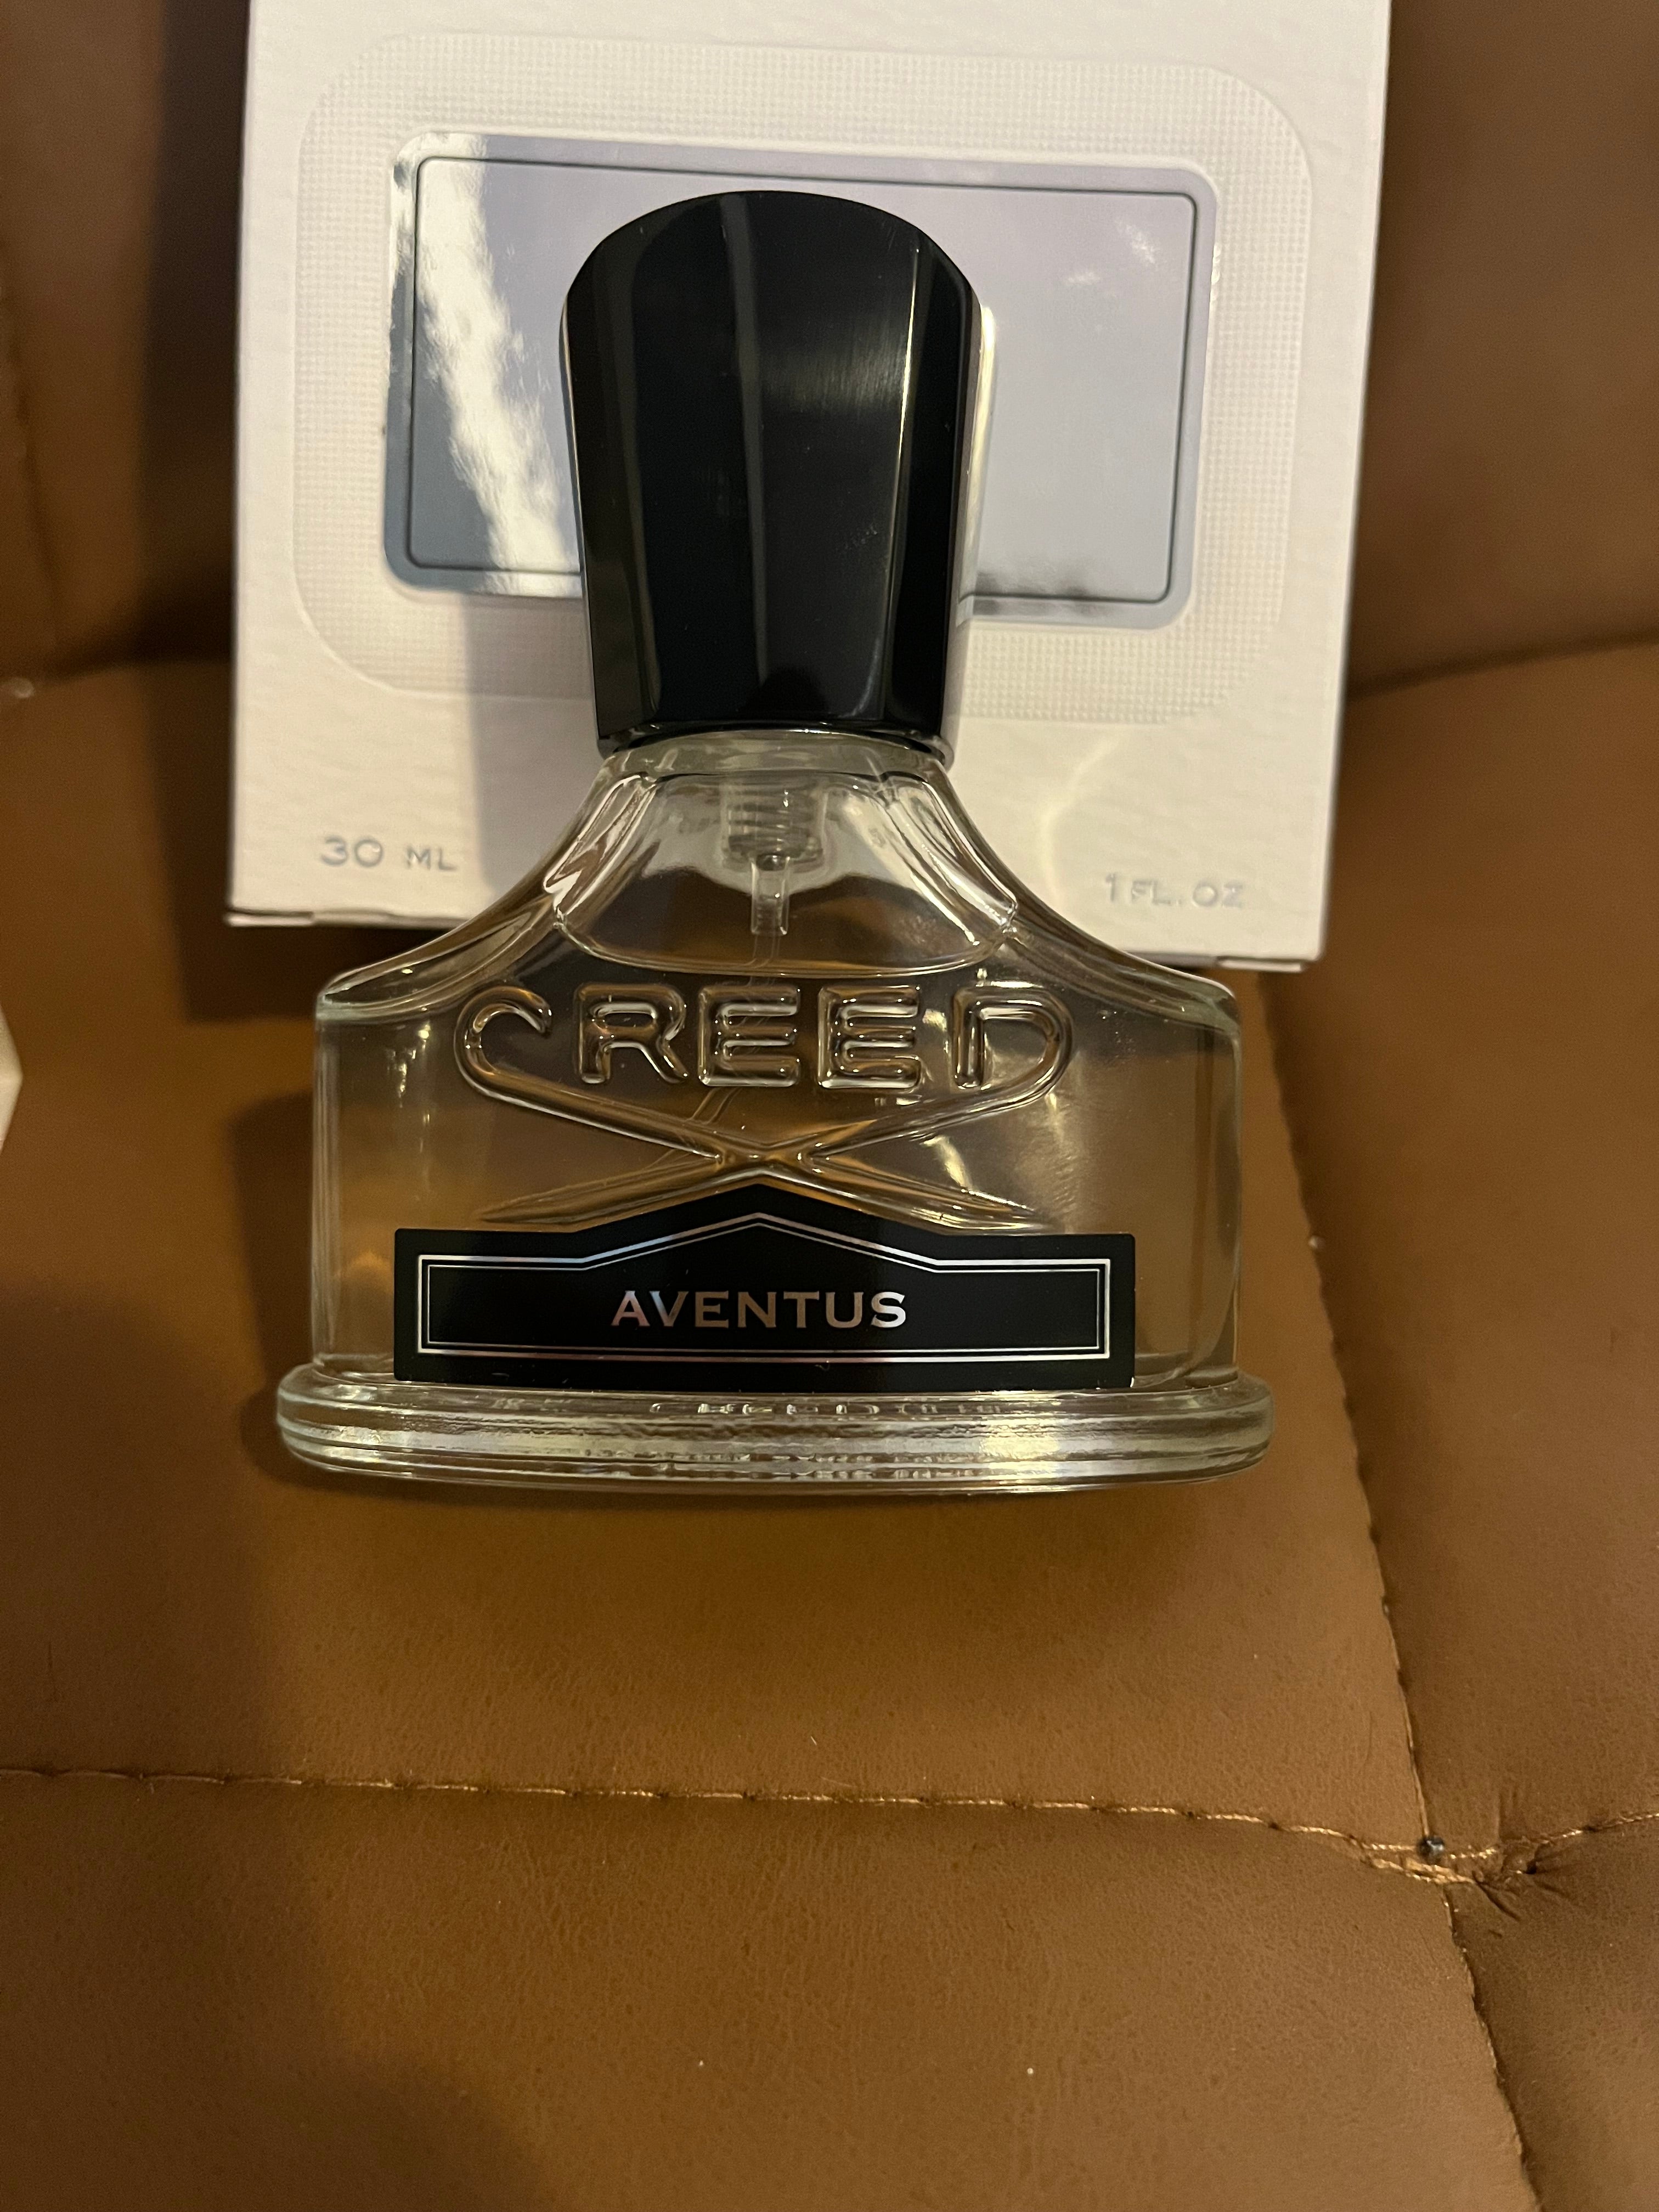 30 ML
1 FL. OZ
CREED
AVENTUS